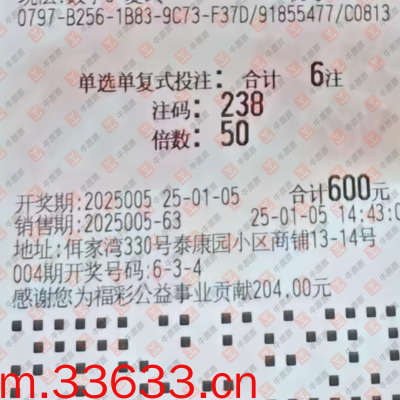 0797-B256-1B83-9C73-F37D/91855477/C0813
单选单复式投注: 合计 6注
注码: 238
倍数: 50
开奖期:2025005 25-01-05 合计600元
销售期:2025005-63 25-01-05 14:43:0
地址:佴家湾330号泰康园小区商铺13-14号
004期开奖号码:6-3-4
感谢您为福彩公益事业贡献204.00元
m.33633.cn